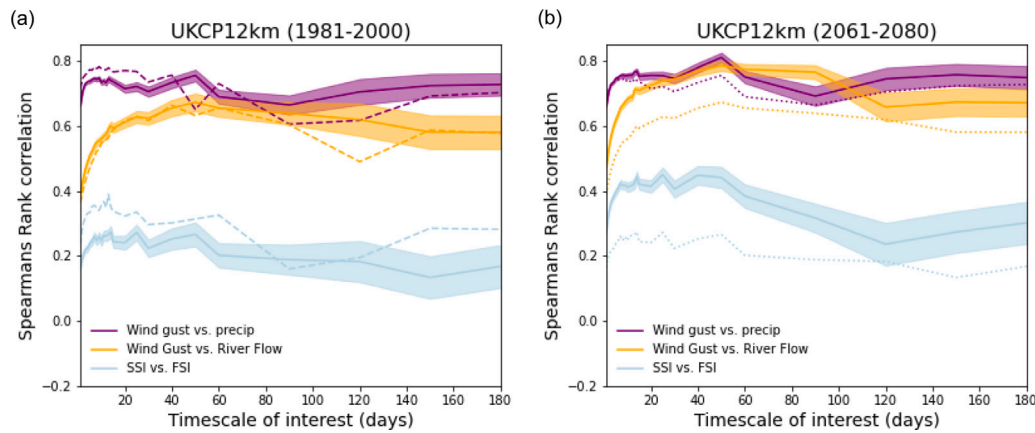 (a)
UKCP12km (1981-2000)
Spearmans Rank correlation
0.8
0.6
0.4
0.2
0.0
−0.2
Wind gust vs. precip
Wind Gust vs. River Flow
SSI vs. FSI
20 40 60 80 100 120 140 160 180
Timescale of interest (days)
(b)
UKCP12km (2061-2080)
Spearmans Rank correlation
0.8
0.6
0.4
0.2
0.0
−0.2
Wind gust vs. precip
Wind Gust vs. River Flow
SSI vs. FSI
20 40 60 80 100 120 140 160 180
Timescale of interest (days)